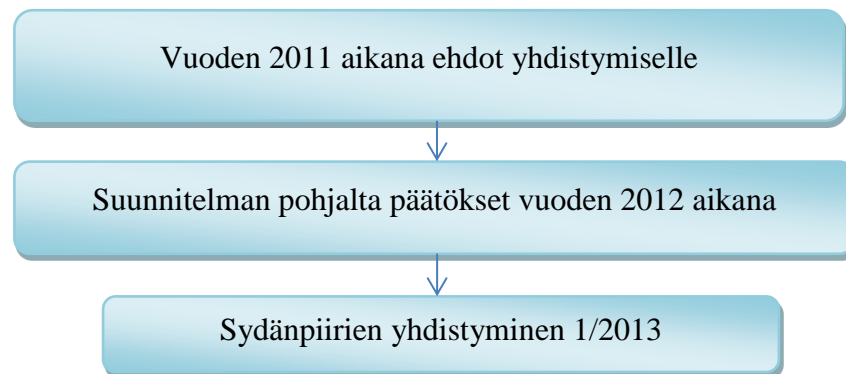 Vuoden 2011 aikana ehdot yhdistymiselle
Suunnitelman pohjalta päätökset vuoden 2012 aikana
Sydänpiirien yhdistyminen 1/2013